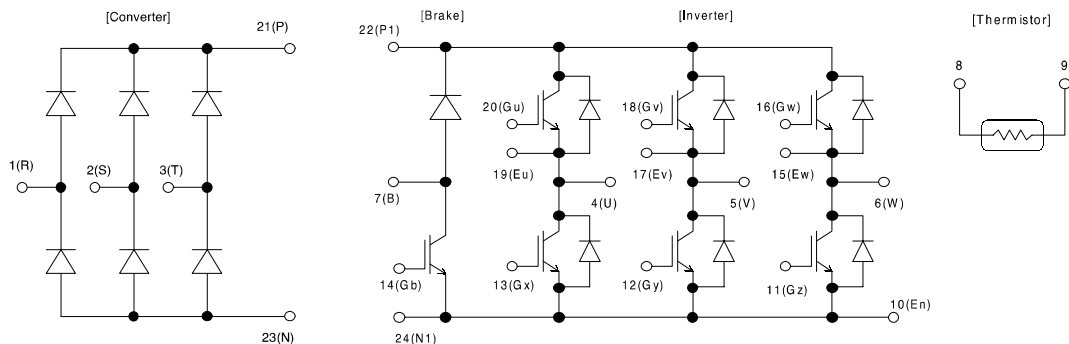 [Converter]
21(P)
[Brake]
[Inverter]
[Thermistor]
22(P1)
8
9
20(Gu)
18(Gv)
16(Gw)
1(R)
2(S)
3(T)
19(Eu)
17(Ev)
15(Ew)
7(B)
4(U)
5(V)
6(W)
14(Gb)
13(Gx)
12(Gy)
11(Gz)
10(En)
23(N)
24(N1)